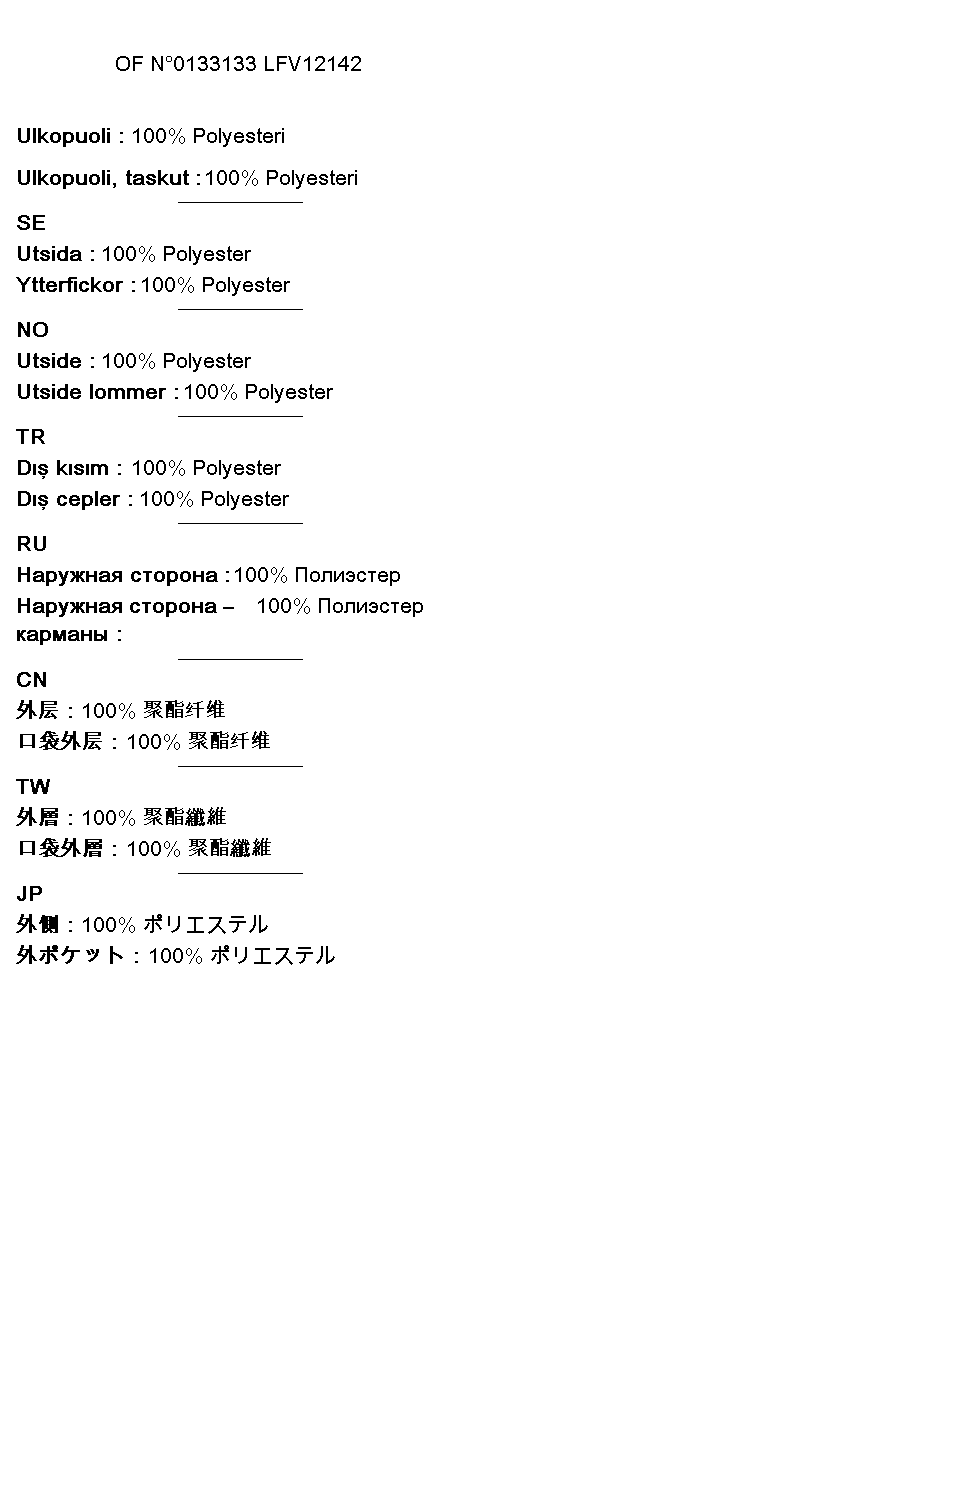 OF N°0133133 LFV12142
Ulkopuoli : 100% Polyesteri
Ulkopuoli, taskut : 100% Polyesteri
SE
Utsida : 100% Polyester
Ytterfickor : 100% Polyester
NO
Utside : 100% Polyester
Utside lommer : 100% Polyester
TR
Dış kısım : 100% Polyester
Dış cepler : 100% Polyester
RU
Наружная сторона : 100% Полиэстер
Наружная сторона – 100% Полиэстер
карманы :
CN
外层 : 100% 聚酯纤维
口袋外层 : 100% 聚酯纤维
TW
外層 : 100% 聚酯纖維
口袋外層 : 100% 聚酯纖維
JP
外側 : 100% ポリエステル
外ポケット : 100% ポリエステル